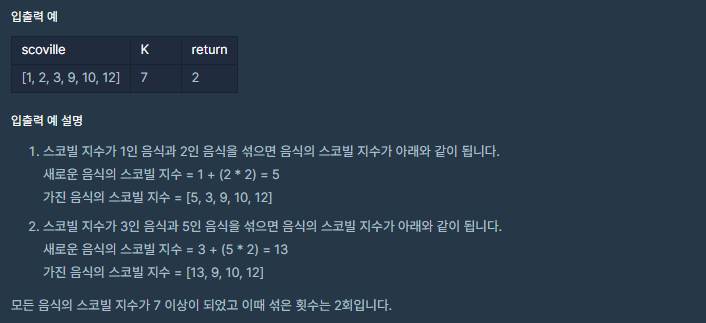 입출력 예
scoville K return
[1, 2, 3, 9, 10, 12] 7 2
입출력 예 설명
1. 스코빌 지수가 1인 음식과 2인 음식을 섞으면 음식의 스코빌 지수가 아래와 같이 됩니다.
새로운 음식의 스코빌 지수 = 1 + (2 * 2) = 5
가진 음식의 스코빌 지수 = [5, 3, 9, 10, 12]
2. 스코빌 지수가 3인 음식과 5인 음식을 섞으면 음식의 스코빌 지수가 아래와 같이 됩니다.
새로운 음식의 스코빌 지수 = 3 + (5 * 2) = 13
가진 음식의 스코빌 지수 = [13, 9, 10, 12]
모든 음식의 스코빌 지수가 7 이상이 되었고 이때 섞은 횟수는 2회입니다.